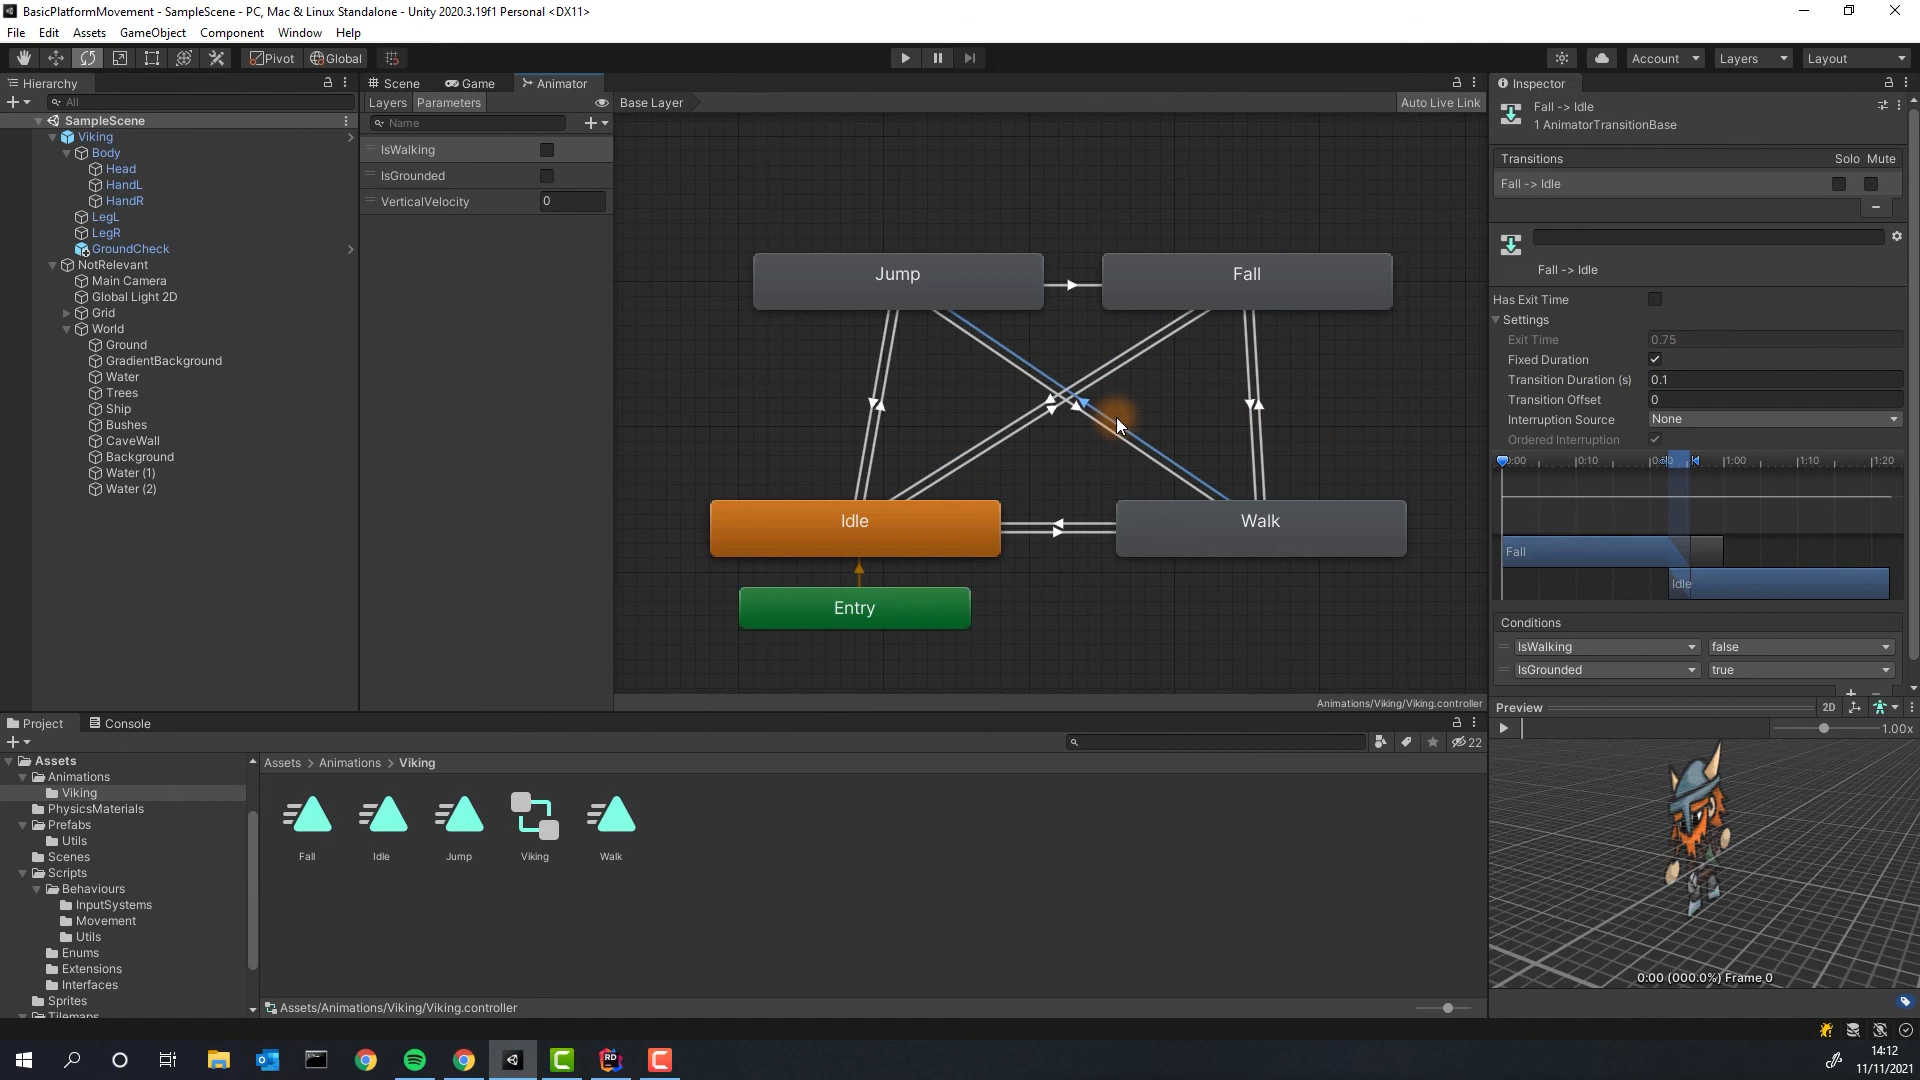 BasicPlatformMovement - SampleScene - PC, Mac & Linux Standalone - Unity 2020.3.19f1 Personal <DX11>
File Edit Assets GameObject Component Window Help
Pivot Global Account Layers Layout
Hierarchy
All
SampleScene
Viking
Body
Head
HandL
HandR
LegL
LegR
GroundCheck
NotRelevant
Main Camera
Global Light 2D
Grid
World
Ground
GradientBackground
Water
Trees
Ship
Bushes
CaveWall
Background
Water (1)
Water (2)
Scene Game Animator
Layers Parameters Base Layer Auto Live Link
Name
IsWalking
IsGrounded
VerticalVelocity 0
Jump
Fall
Idle
Walk
Entry
Animations/Viking/Viking.controller
Inspector
Fall -> Idle
1 AnimatorTransitionBase
Transitions Solo Mute
Fall -> Idle
Fall -> Idle
Has Exit Time
Settings
Exit Time 0.75
Fixed Duration
Transition Duration (s) 0.1
Transition Offset 0
Interruption Source None
Ordered Interruption
0:10 1:00 1:10 1:20
Fall
Idle
Conditions
IsWalking false
IsGrounded true
Preview 2D
1.00x
0:00 (000.0%) Frame 0
Project Console
22
Assets
Animations
Viking
PhysicsMaterials
Prefabs
Utils
Scenes
Scripts
Behaviours
InputSystems
Movement
Utils
Enums
Extensions
Interfaces
Sprites
Tilemaps
Assets > Animations > Viking
Fall Idle Jump Viking Walk
Assets/Animations/Viking/Viking.controller
14:12
11/11/2021